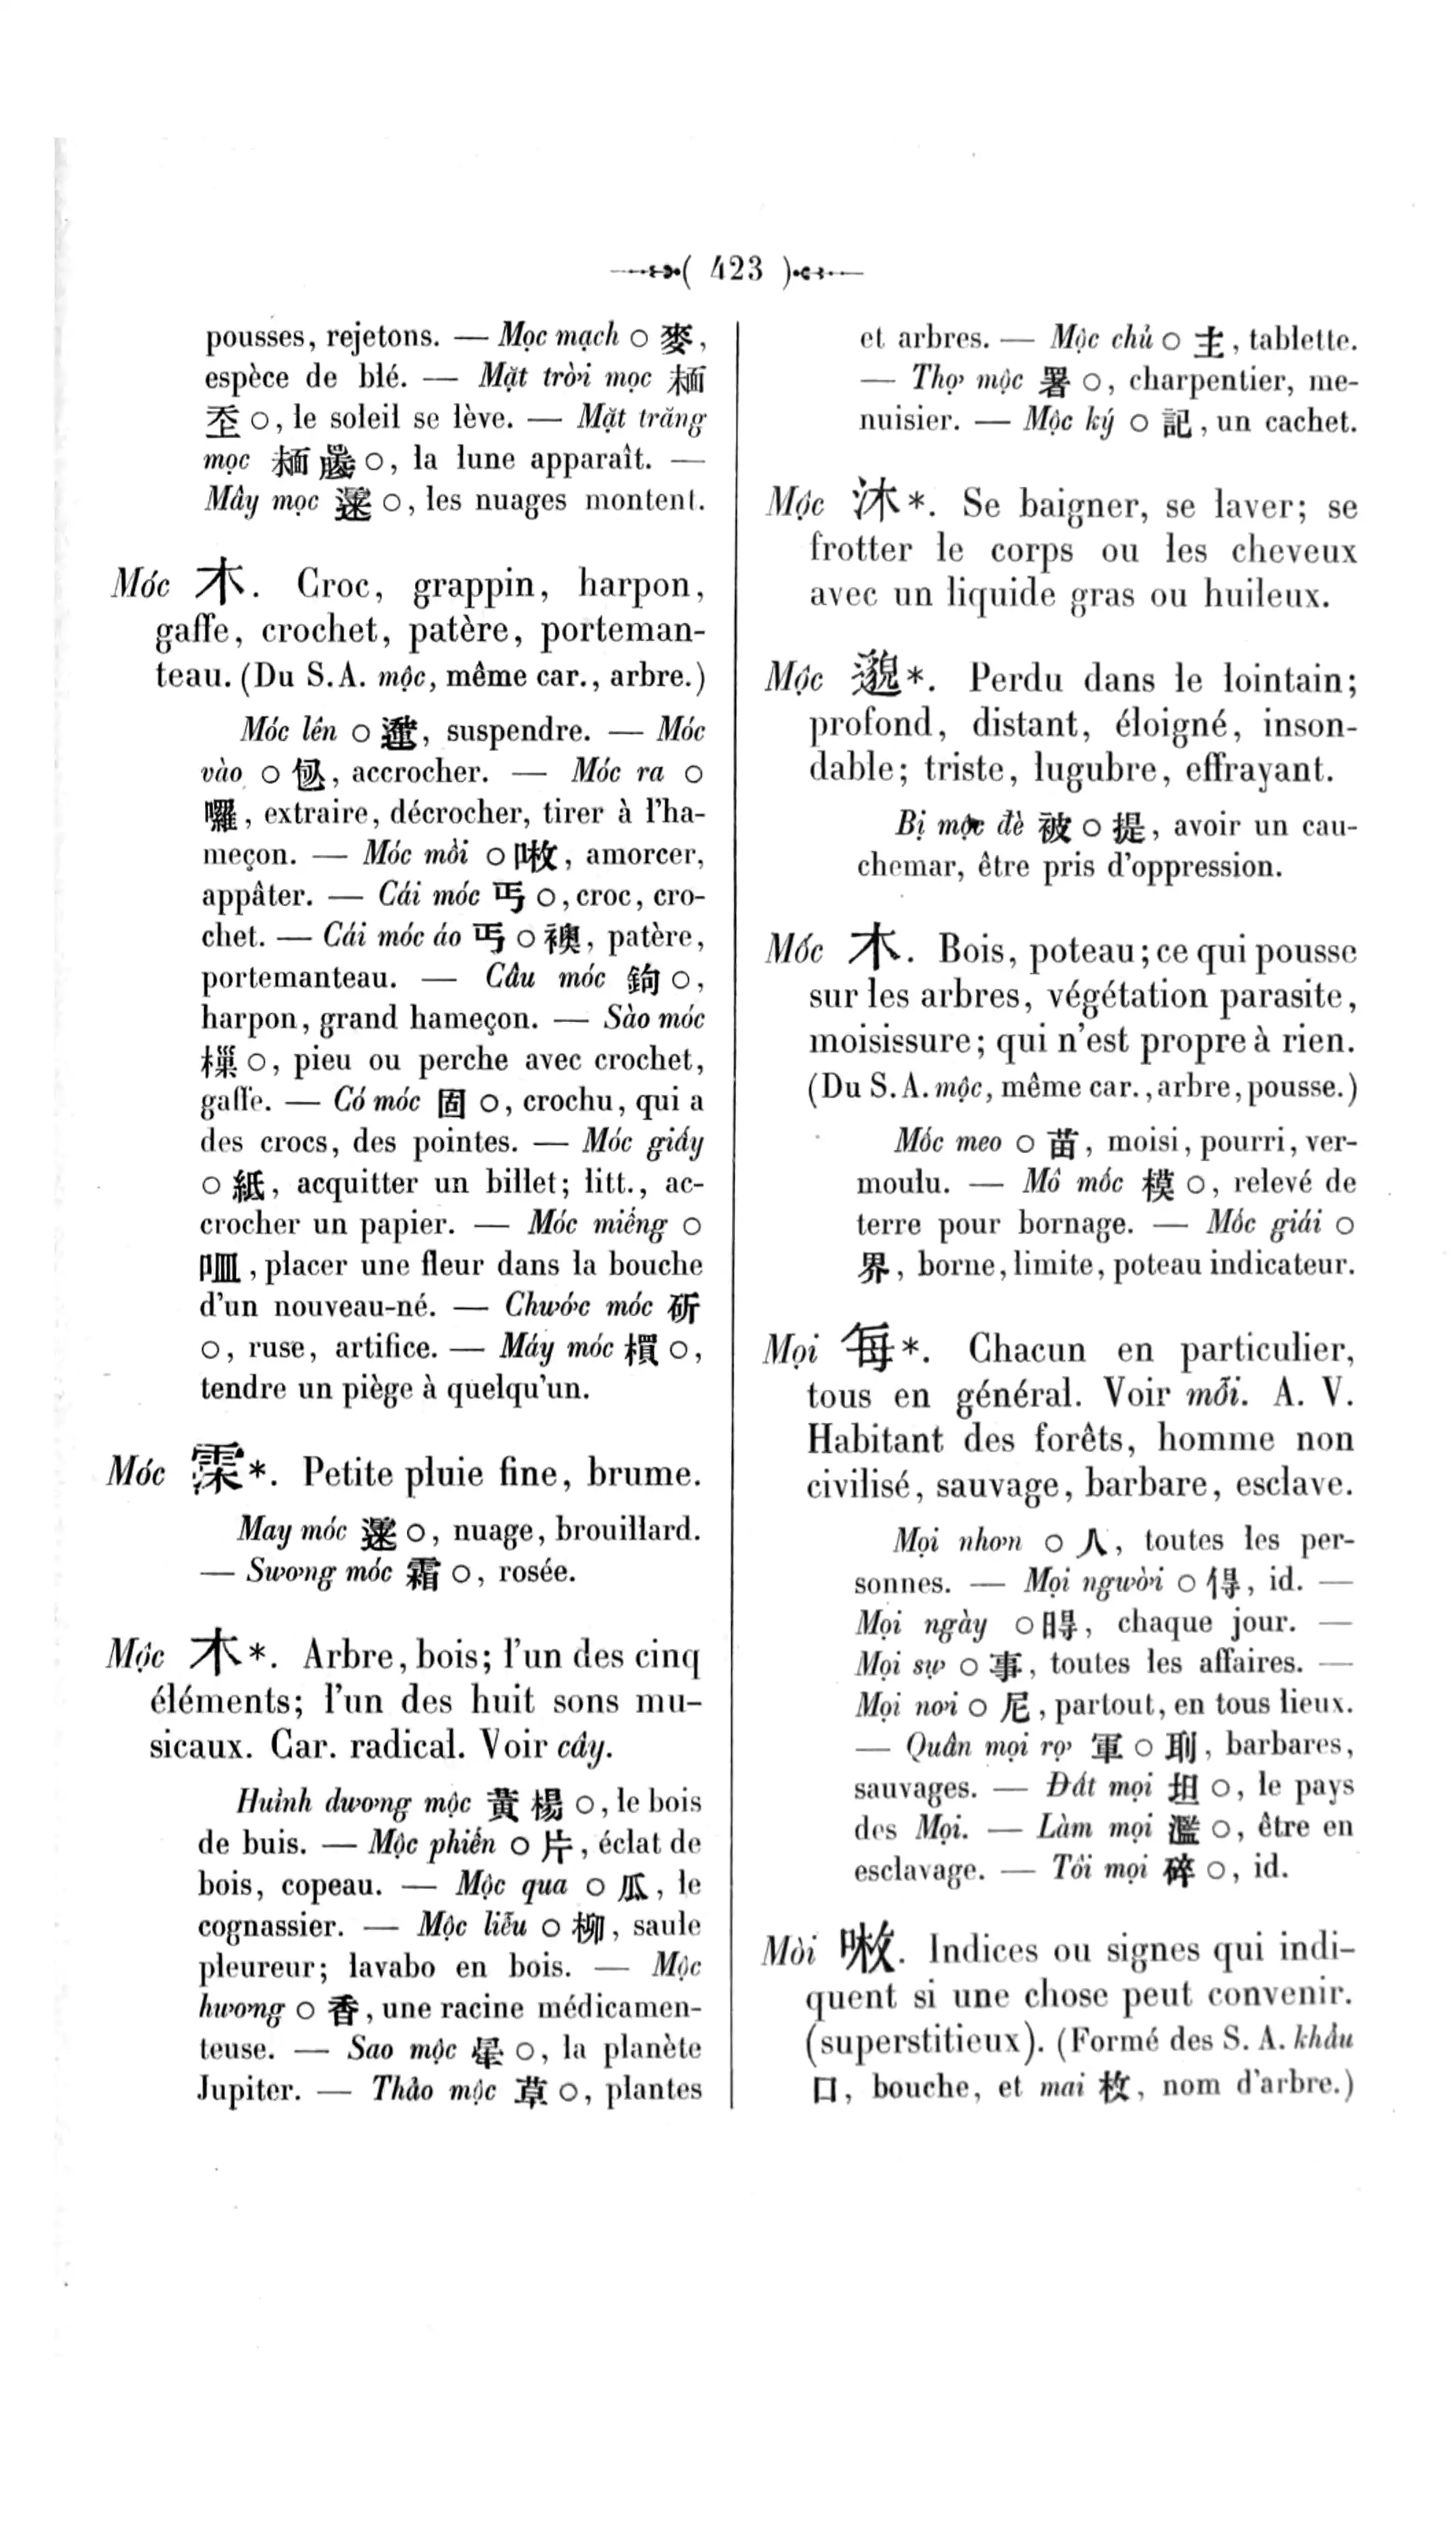 ( 423 )
pousses, rejetons. — Mọc mạch ○ 麥,
espèce de blé. — Mặt trời mọc 𩈘
𡗶 ○, le soleil se lève. — Mặt trăng
mọc 𩈘 ○, la lune apparaît. —
Mây mọc ○, les nuages montent.
Móc 木. Croc, grappin, harpon,
gaffe, crochet, patère, porteman-
teau. (Du S.A. mộc, même car., arbre.)
Móc lên ○, suspendre. — Móc
vào ○, accrocher. — Móc ra ○
囉, extraire, décrocher, tirer à l'ha-
meçon. — Móc mồi ○, amorcer,
appâter. — Cái móc 丐 ○, croc, cro-
chet. — Cái móc áo 丐 ○ 襖, patère,
portemanteau. — Câu móc 鉤 ○,
harpon, grand hameçon. — Sào móc
樔 ○, pieu ou perche avec crochet,
gaffe. — Có móc 固 ○, crochu, qui a
des crocs, des pointes. — Móc giấy
○ 紙, acquitter un billet; litt., ac-
crocher un papier. — Móc miếng ○
𠰘, placer une fleur dans la bouche
d'un nouveau-né. — Chước móc 斫
○, ruse, artifice. — Máy móc ○,
tendre un piège à quelqu'un.
Móc *. Petite pluie fine, brume.
May móc ○, nuage, brouillard.
— Sương móc 霜 ○, rosée.
Mộc 木*. Arbre, bois; l'un des cinq
éléments; l'un des huit sons mu-
sicaux. Car. radical. Voir cây.
Huình dương mộc 黃 楊 ○, le bois
de buis. — Mộc phiến ○ 片, éclat de
bois, copeau. — Mộc qua ○ 瓜, le
cognassier. — Mộc liễu ○ 柳, saule
pleureur; lavabo en bois. — Mộc
hương ○ 香, une racine médicamen-
teuse. — Sao mộc ○, la planète
Jupiter. — Thảo mộc 草 ○, plantes
et arbres. — Mộc chủ ○ 主, tablette.
— Thợ mộc 署 ○, charpentier, me-
nuisier. — Mộc ký ○ 記, un cachet.
Mộc 沐*. Se baigner, se laver; se
frotter le corps ou les cheveux
avec un liquide gras ou huileux.
Mộc 邈*. Perdu dans le lointain;
profond, distant, éloigné, inson-
dable; triste, lugubre, effrayant.
Bị mộc đè 被 ○ 提, avoir un cau-
chemar, être pris d'oppression.
Mốc 木. Bois, poteau; ce qui pousse
sur les arbres, végétation parasite,
moisissure; qui n'est propre à rien.
(Du S.A. mộc, même car., arbre, pousse.)
Mốc meo ○ 苗, moisi, pourri, ver-
moulu. — Mô mốc 模 ○, relevé de
terre pour bornage. — Mốc giái ○
界, borne, limite, poteau indicateur.
Mọi 每*. Chacun en particulier,
tous en général. Voir mỗi. A. V.
Habitant des forêts, homme non
civilisé, sauvage, barbare, esclave.
Mọi nhơn ○ 人, toutes les per-
sonnes. — Mọi người ○ 㝵, id. —
Mọi ngày ○ 𣈜, chaque jour. —
Mọi sự ○ 事, toutes les affaires. —
Mọi nơi ○ 尼, partout, en tous lieux.
— Quân mọi rợ 軍 ○, barbares,
sauvages. — Đất mọi 坦 ○, le pays
des Mọi. — Làm mọi 濫 ○, être en
esclavage. — Tôi mọi 碎 ○, id.
Mòi 𠶣. Indices ou signes qui indi-
quent si une chose peut convenir.
(superstitieux). (Formé des S. A. khẩu
口, bouche, et mai 枚, nom d'arbre.)